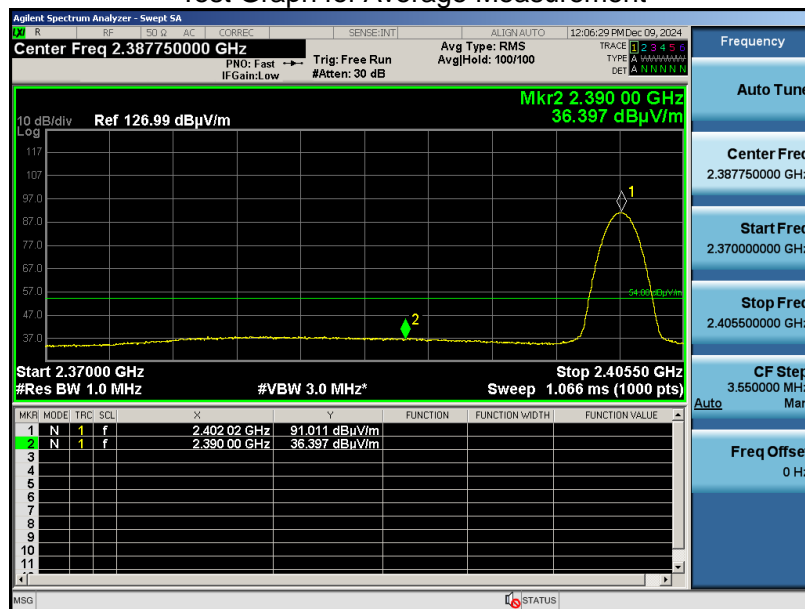 Test Graph for Average Measurement
Agilent Spectrum Analyzer - Swept SA
LXI R RF 50 Ω AC CORREC SENSE:INT ALIGN AUTO 12:06:29 PM Dec 09, 2024
Center Freq 2.387750000 GHz
PNO: Fast
IFGain:Low
Trig: Free Run
#Atten: 30 dB
Avg Type: RMS
Avg|Hold: 100/100
TRACE 1 2 3 4 5 6
TYPE A
DET A N N N N N
Mkr2 2.390 00 GHz
36.397 dBµV/m
10 dB/div Ref 126.99 dBµV/m
Log
117
107
97.0
87.0
77.0
67.0
57.0
47.0
37.0
1
2
54.00 dBµV/m
Start 2.37000 GHz Stop 2.40550 GHz
#Res BW 1.0 MHz #VBW 3.0 MHz* Sweep 1.066 ms (1000 pts)
MKR MODE TRC SCL X Y FUNCTION FUNCTION WIDTH FUNCTION VALUE
1 N 1 f 2.402 02 GHz 91.011 dBµV/m
2 N 1 f 2.390 00 GHz 36.397 dBµV/m
3
4
5
6
7
8
9
10
11
MSG STATUS
Frequency
Auto Tune
Center Freq
2.387750000 GHz
Start Freq
2.370000000 GHz
Stop Freq
2.405500000 GHz
CF Step
3.550000 MHz
Auto Man
Freq Offset
0 Hz